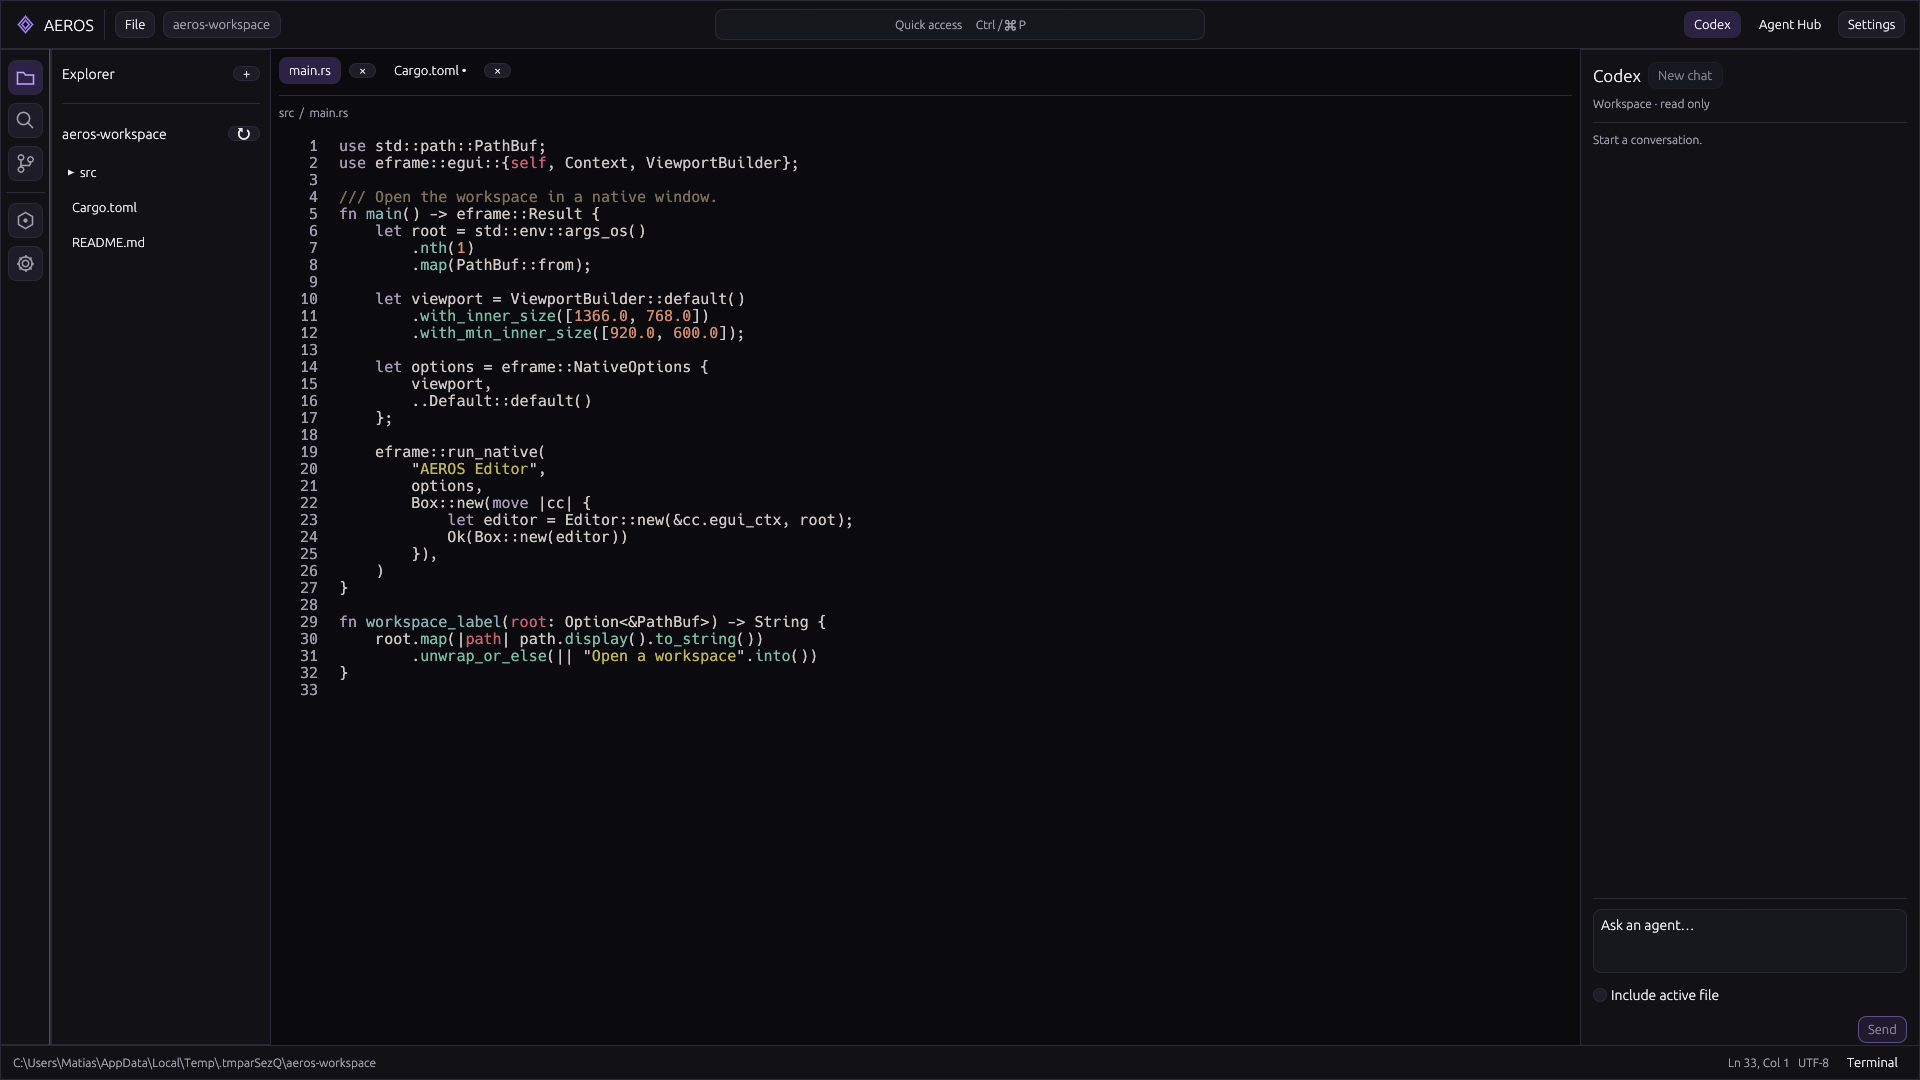 AEROS File aeros-workspace Quick access Ctrl/⌘P Codex Agent Hub Settings
Explorer +
aeros-workspace
▸ src
Cargo.toml
README.md
main.rs × Cargo.toml• ×
src / main.rs
1 use std::path::PathBuf;
2 use eframe::egui::{self, Context, ViewportBuilder};
3
4 /// Open the workspace in a native window.
5 fn main() -> eframe::Result {
6     let root = std::env::args_os()
7         .nth(1)
8         .map(PathBuf::from);
9
10     let viewport = ViewportBuilder::default()
11         .with_inner_size([1366.0, 768.0])
12         .with_min_inner_size([920.0, 600.0]);
13
14     let options = eframe::NativeOptions {
15         viewport,
16         ..Default::default()
17     };
18
19     eframe::run_native(
20         "AEROS Editor",
21         options,
22         Box::new(move |cc| {
23             let editor = Editor::new(&cc.egui_ctx, root);
24             Ok(Box::new(editor))
25         }),
26     )
27 }
28
29 fn workspace_label(root: Option<&PathBuf>) -> String {
30     root.map(|path| path.display().to_string())
31         .unwrap_or_else(|| "Open a workspace".into())
32 }
33
Codex New chat
Workspace · read only
Start a conversation.
Ask an agent…
Include active file
Send
C:\Users\Matias\AppData\Local\Temp\.tmparSezQ\aeros-workspace Ln 33, Col 1 UTF-8 Terminal